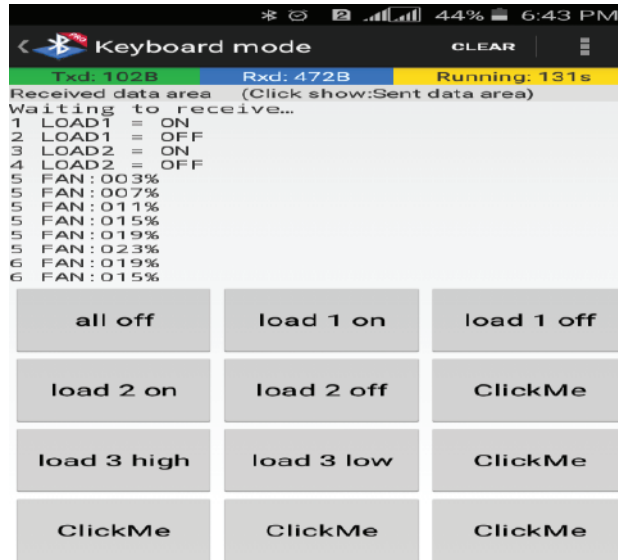 44% 6:43 PM
Keyboard mode CLEAR
Txd: 102B Rxd: 472B Running: 131s
Received data area (Click show:Sent data area)
Waiting to receive…
1 LOAD1 = ON
2 LOAD1 = OFF
3 LOAD2 = ON
4 LOAD2 = OFF
5 FAN:003%
5 FAN:007%
5 FAN:011%
5 FAN:015%
5 FAN:019%
5 FAN:023%
6 FAN:019%
6 FAN:015%
all off load 1 on load 1 off
load 2 on load 2 off ClickMe
load 3 high load 3 low ClickMe
ClickMe ClickMe ClickMe